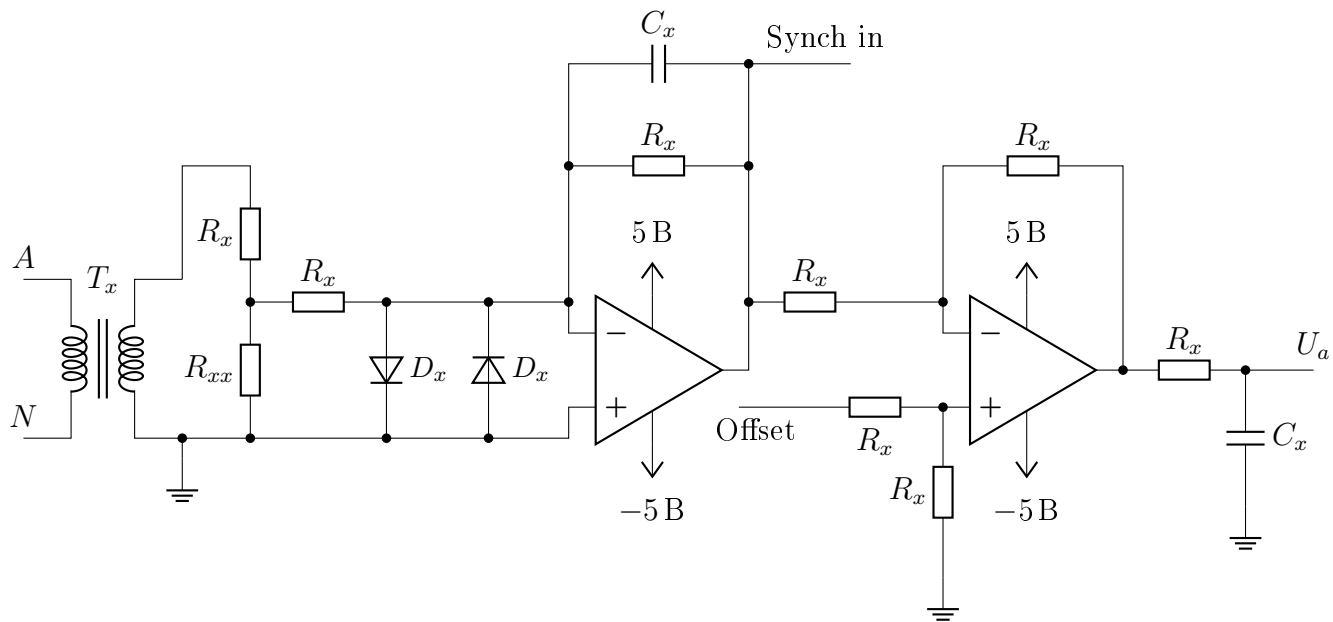 C_x
Synch in
R_x
R_x
R_x
5 В
5 В
A
T_x
R_x
R_x
R_xx
D_x
D_x
R_x
U_a
N
Offset
R_x
C_x
R_x
−5 В
−5 В